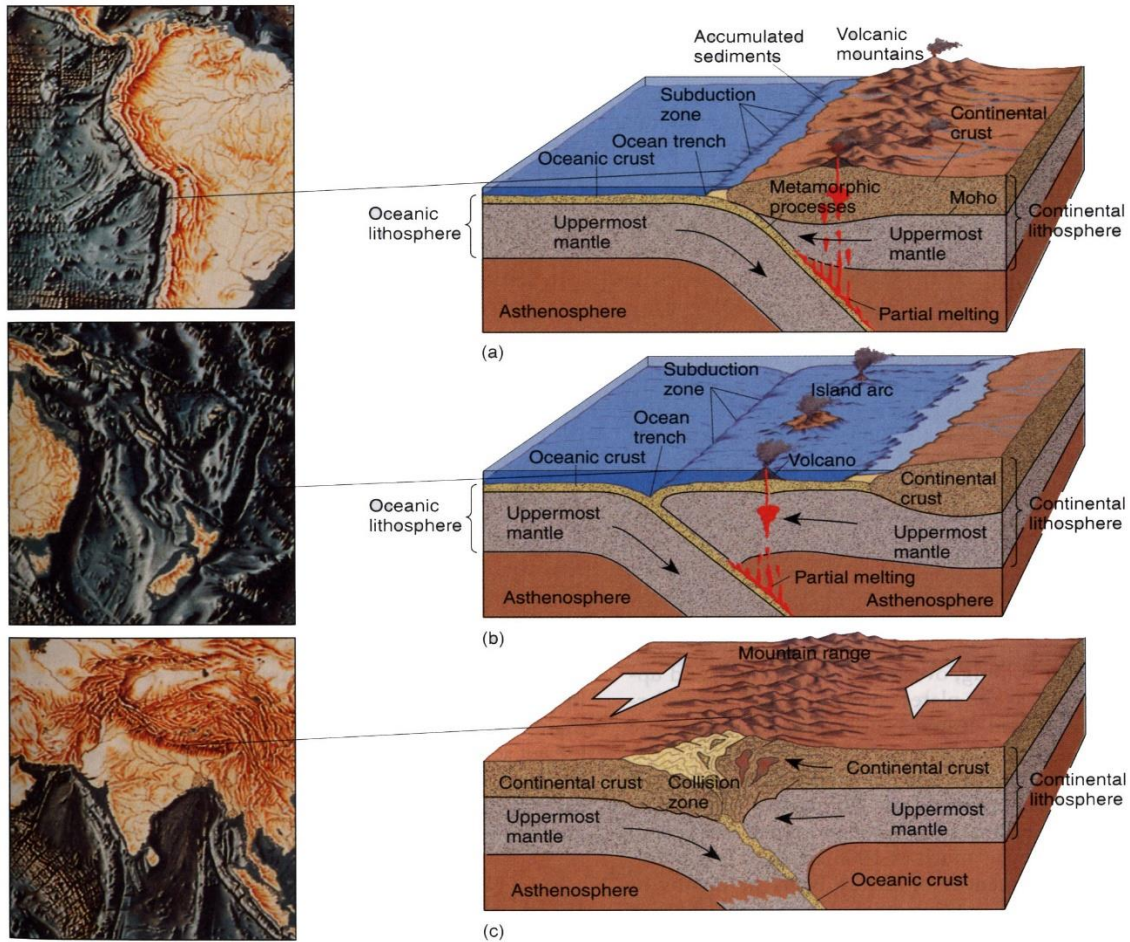 Accumulated
sediments
Volcanic
mountains
Subduction
zone
Continental
crust
Ocean trench
Oceanic crust
Metamorphic
processes
Moho
Oceanic
lithosphere
Uppermost
mantle
Uppermost
mantle
Continental
lithosphere
Asthenosphere
Partial melting
(a)
Subduction
zone
Island arc
Ocean
trench
Oceanic crust
Volcano
Continental
crust
Oceanic
lithosphere
Continental
lithosphere
Uppermost
mantle
Uppermost
mantle
Partial melting
Asthenosphere
Asthenosphere
(b)
Mountain range
Continental crust
Collision
zone
Continental crust
Continental
lithosphere
Uppermost
mantle
Uppermost
mantle
Asthenosphere
Oceanic crust
(c)